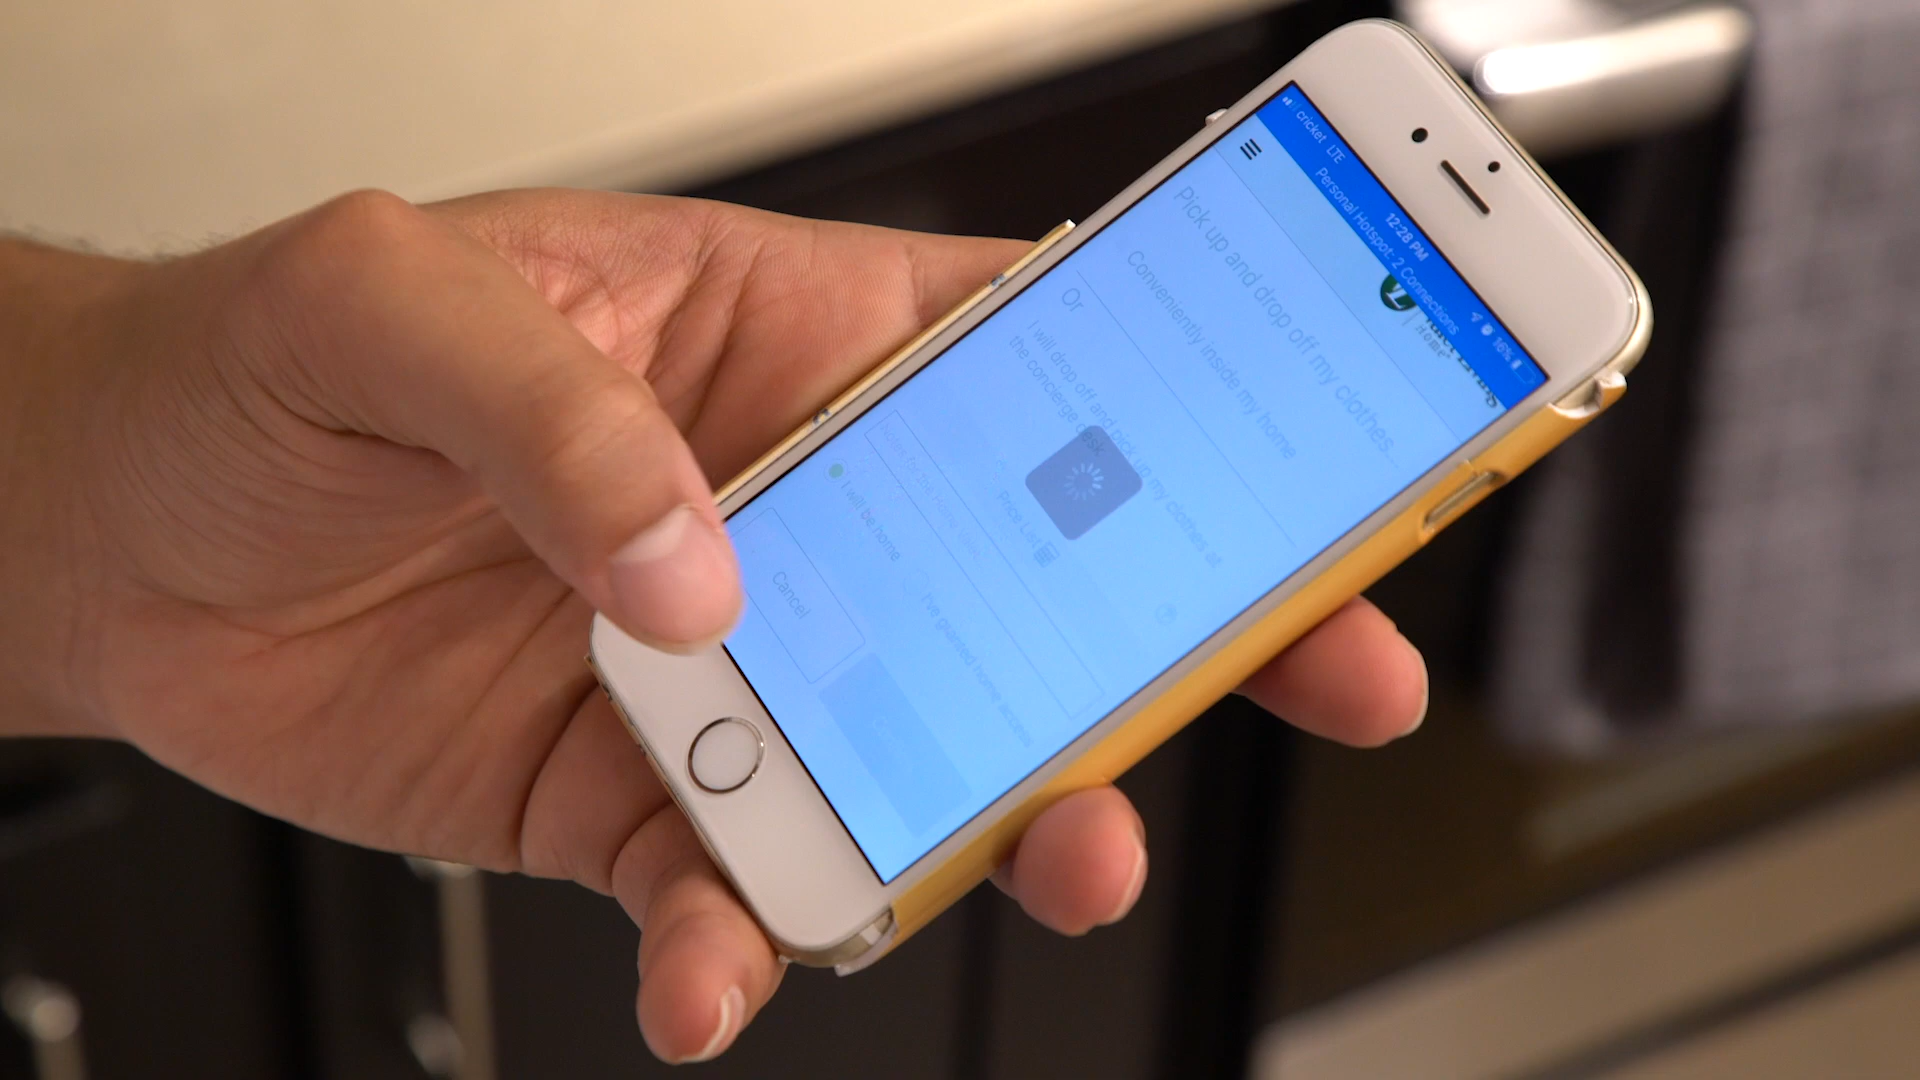 cricket LTE 12:28 PM 16%
Personal Hotspot: 2 Connections
Home
Pick up and drop off my clothes...
Conveniently inside my home
Or
I will drop off and pick up my clothes at
the concierge desk
Price List
I will be home
I've granted home access
Cancel